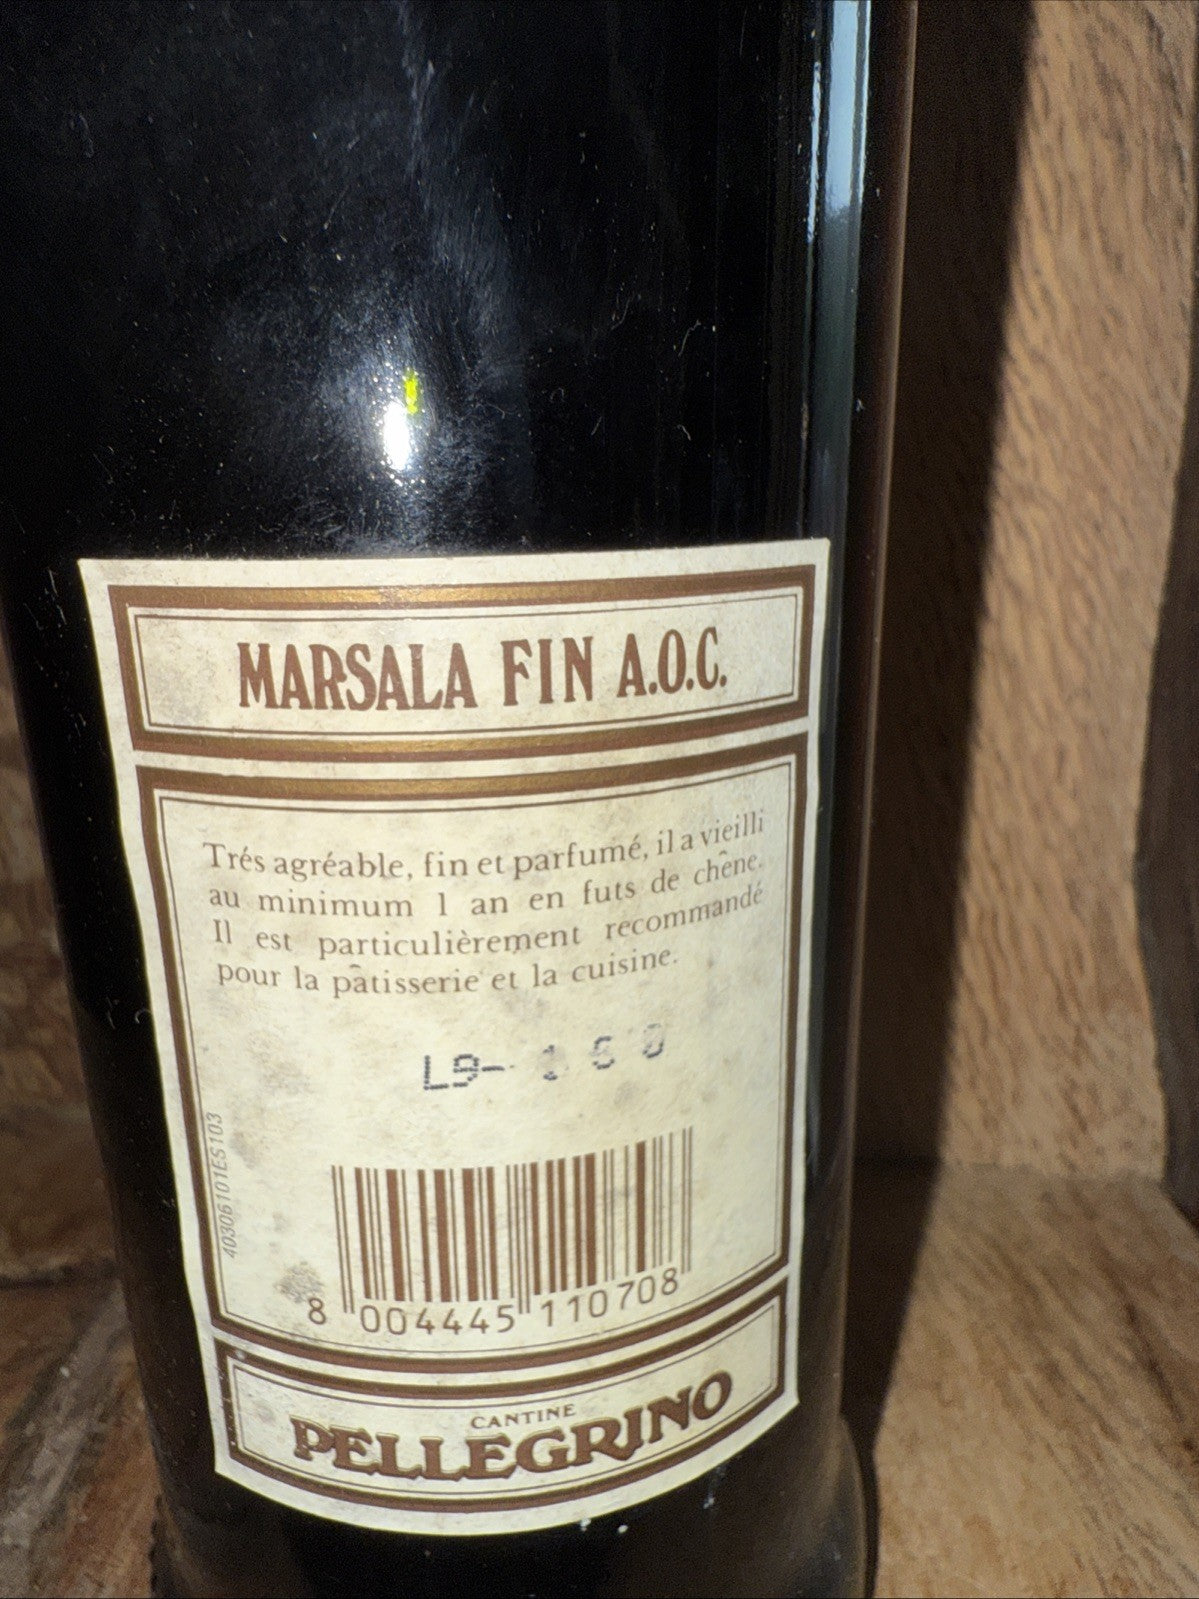 MARSALA FIN A.O.C.
Trés agréable, fin et parfumé, il a vieilli
au minimum 1 an en futs de chêne.
Il est particulièrement recommandé
pour la pâtisserie et la cuisine.
L9-
40306101ES103
8 004445 110708
CANTINE
PELLEGRINO